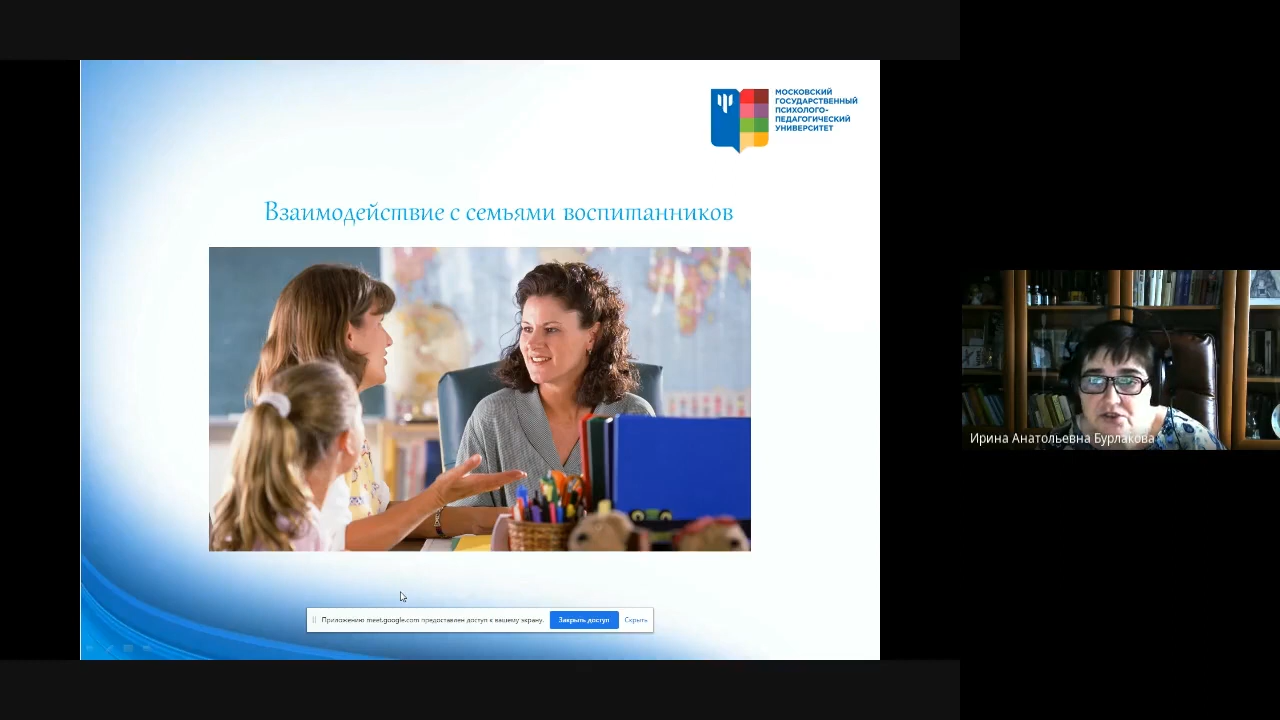 МОСКОВСКИЙ
ГОСУДАРСТВЕННЫЙ
ПСИХОЛОГО-
ПЕДАГОГИЧЕСКИЙ
УНИВЕРСИТЕТ
Взаимодействие с семьями воспитанников
Ирина Анатольевна Бурлакова
Приложению meet.google.com предоставлен доступ к вашему экрану. Закрыть доступ Скрыть